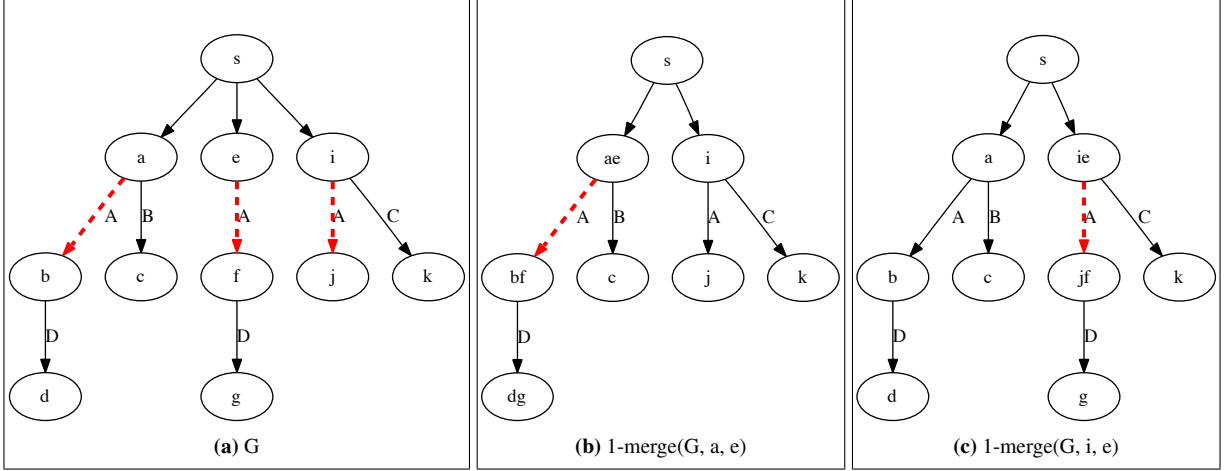 s
a
e
i
A
B
A
A
C
b
c
f
j
k
D
D
d
g
(a) G
s
ae
i
A
B
A
C
bf
c
j
k
D
dg
(b) 1-merge(G, a, e)
s
a
ie
A
B
A
C
b
c
jf
k
D
D
d
g
(c) 1-merge(G, i, e)